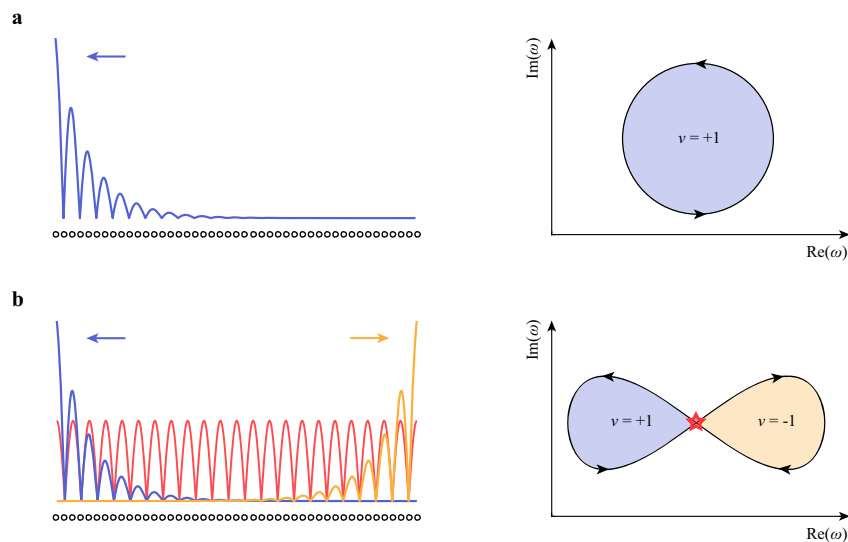 a
Im(ω)
ν = +1
Re(ω)
b
Im(ω)
ν = +1
ν = -1
Re(ω)